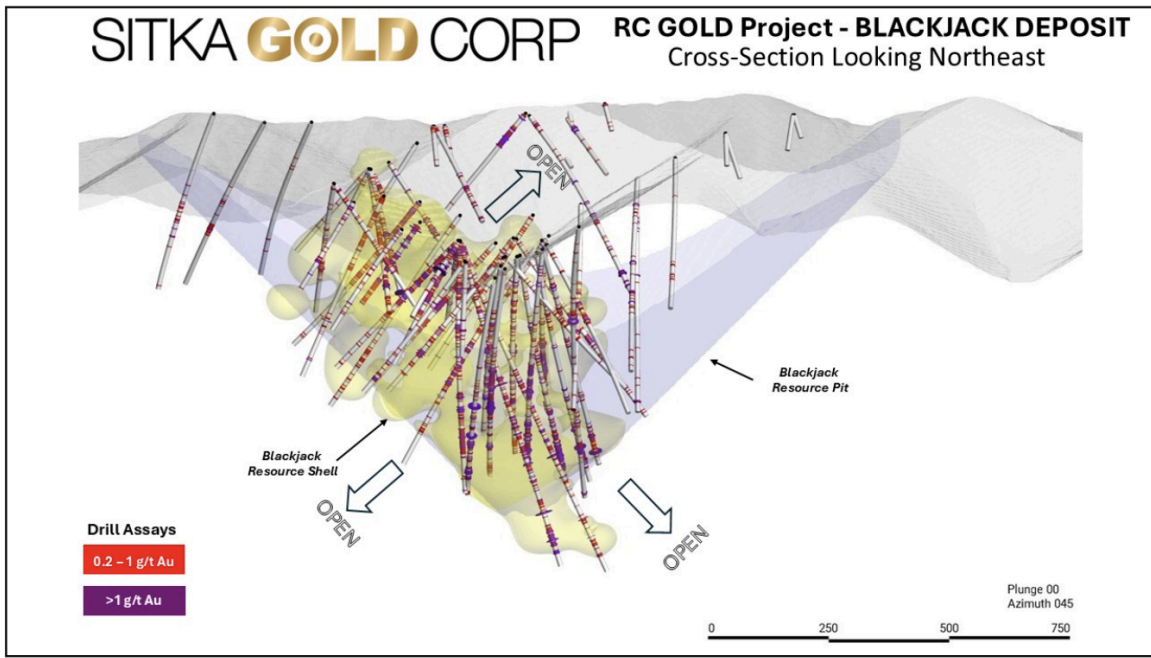 SITKA GOLD CORP
RC GOLD Project - BLACKJACK DEPOSIT
Cross-Section Looking Northeast
OPEN
Blackjack
Resource Pit
Blackjack
Resource Shell
OPEN
OPEN
Drill Assays
0.2 – 1 g/t Au
>1 g/t Au
Plunge 00
Azimuth 045
0 250 500 750